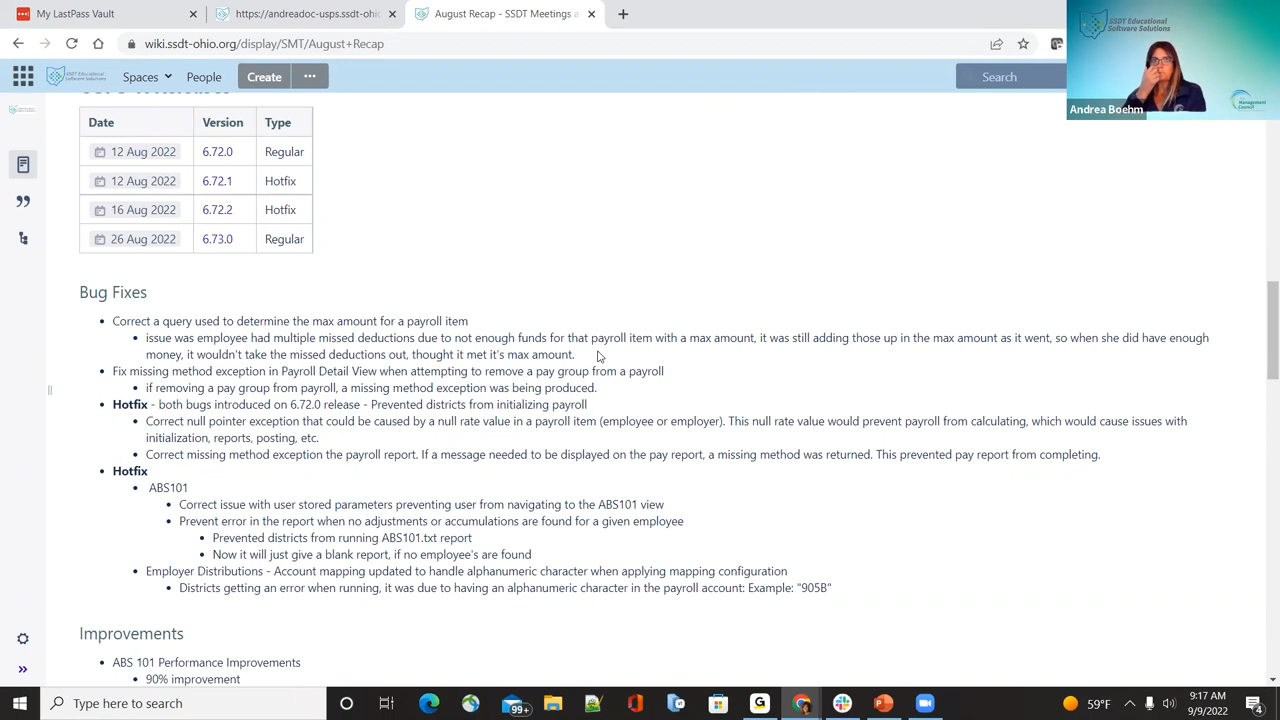 My LastPass Vault
https://andreadoc-usps.ssdt-ohi
August Recap - SSDT Meetings a
wiki.ssdt-ohio.org/display/SMT/August+Recap
SSDT Educational
Software Solutions
Andrea Boehm
Management
Council
SSDT Educational
Software Solutions
Spaces
People
Create
Search
Date
Version
Type
12 Aug 2022
6.72.0
Regular
12 Aug 2022
6.72.1
Hotfix
16 Aug 2022
6.72.2
Hotfix
26 Aug 2022
6.73.0
Regular
Bug Fixes
Correct a query used to determine the max amount for a payroll item
issue was employee had multiple missed deductions due to not enough funds for that payroll item with a max amount, it was still adding those up in the max amount as it went, so when she did have enough
money, it wouldn't take the missed deductions out, thought it met it's max amount.
Fix missing method exception in Payroll Detail View when attempting to remove a pay group from a payroll
if removing a pay group from payroll, a missing method exception was being produced.
Hotfix - both bugs introduced on 6.72.0 release - Prevented districts from initializing payroll
Correct null pointer exception that could be caused by a null rate value in a payroll item (employee or employer). This null rate value would prevent payroll from calculating, which would cause issues with
initialization, reports, posting, etc.
Correct missing method exception the payroll report. If a message needed to be displayed on the pay report, a missing method was returned. This prevented pay report from completing.
Hotfix
ABS101
Correct issue with user stored parameters preventing user from navigating to the ABS101 view
Prevent error in the report when no adjustments or accumulations are found for a given employee
Prevented districts from running ABS101.txt report
Now it will just give a blank report, if no employee's are found
Employer Distributions - Account mapping updated to handle alphanumeric character when applying mapping configuration
Districts getting an error when running, it was due to having an alphanumeric character in the payroll account: Example: "905B"
Improvements
ABS 101 Performance Improvements
90% improvement
Type here to search
99+
59°F
9:17 AM
9/9/2022
4